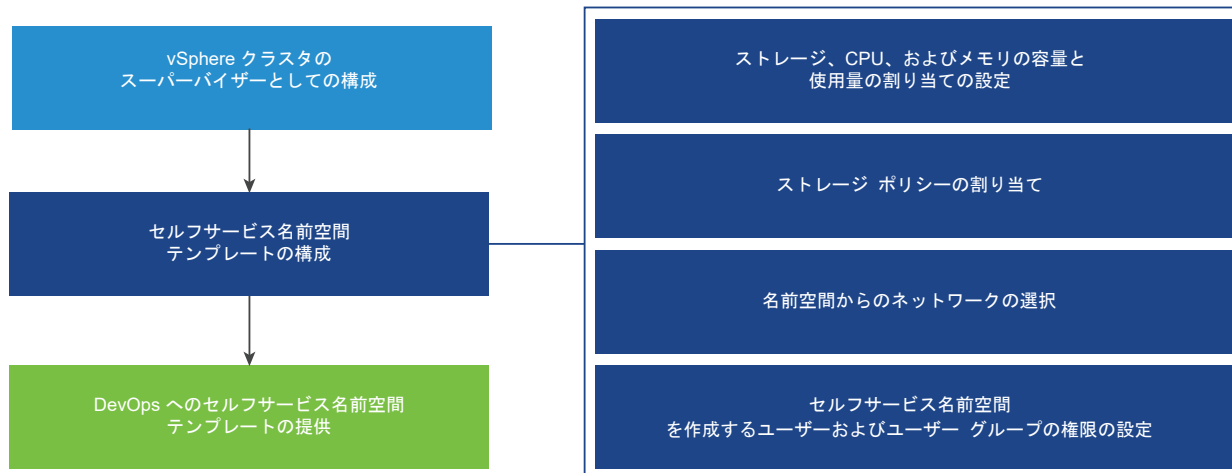 vSphere クラスタの
スーパーバイザーとしての構成
セルフサービス名前空間
テンプレートの構成
DevOps へのセルフサービス名前空間
テンプレートの提供
ストレージ、CPU、およびメモリの容量と
使用量の割り当ての設定
ストレージ ポリシーの割り当て
名前空間からのネットワークの選択
セルフサービス名前空間
を作成するユーザーおよびユーザー グループの権限の設定